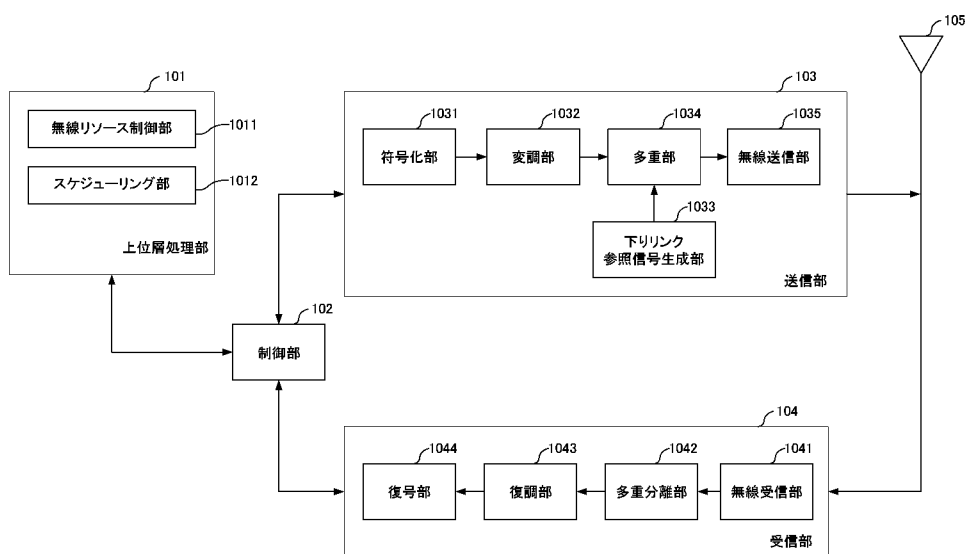 105
101
無線リソース制御部
1011
スケジューリング部
1012
上位層処理部
103
1031
符号化部
1032
変調部
1034
多重部
1035
無線送信部
1033
下りリンク
参照信号生成部
送信部
102
制御部
104
1044
復号部
1043
復調部
1042
多重分離部
1041
無線受信部
受信部